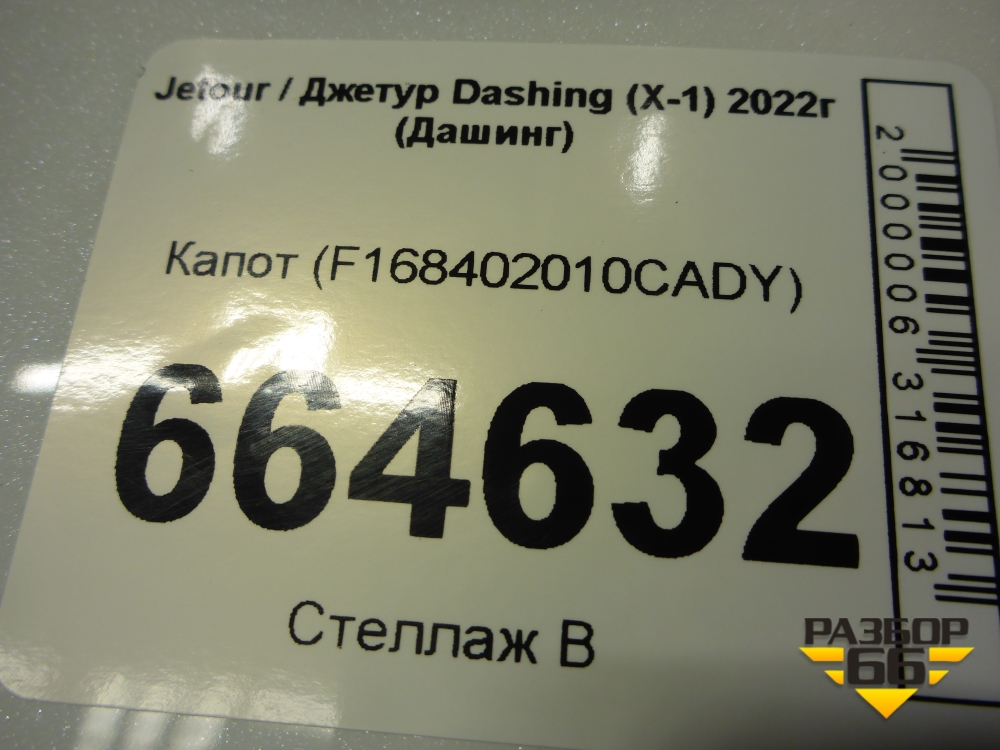 Jetour / Джетур Dashing (X-1) 2022г
(Дашинг)
Капот (F168402010CADY)
664632
Стеллаж В
2000006316813
РАЗБОР
66